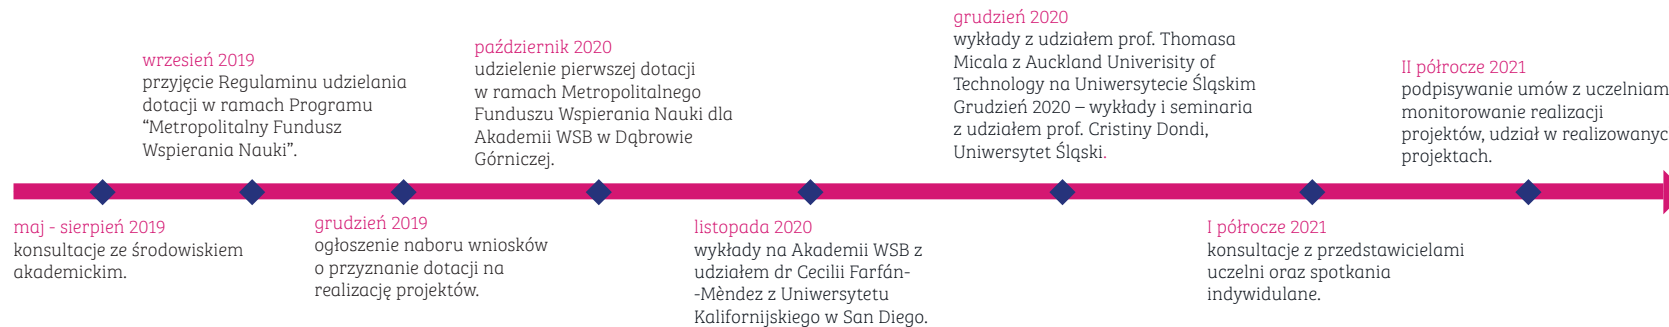 maj - sierpień 2019
konsultacje ze środowiskiem
akademickim.
wrzesień 2019
przyjęcie Regulaminu udzielania
dotacji w ramach Programu
“Metropolitalny Fundusz
Wspierania Nauki”.
grudzień 2019
ogłoszenie naboru wniosków
o przyznanie dotacji na
realizację projektów.
październik 2020
udzielenie pierwszej dotacji
w ramach Metropolitalnego
Funduszu Wspierania Nauki dla
Akademii WSB w Dąbrowie
Górniczej.
listopada 2020
wykłady na Akademii WSB z
udziałem dr Cecilii Farfán-
-Mèndez z Uniwersytetu
Kalifornijskiego w San Diego.
grudzień 2020
wykłady z udziałem prof. Thomasa
Micala z Auckland Univerisity of
Technology na Uniwersytecie Śląskim
Grudzień 2020 – wykłady i seminaria
z udziałem prof. Cristiny Dondi,
Uniwersytet Śląski.
I półrocze 2021
konsultacje z przedstawicielami
uczelni oraz spotkania
indywidulane.
II półrocze 2021
podpisywanie umów z uczelniam
monitorowanie realizacji
projektów, udział w realizowanyc
projektach.